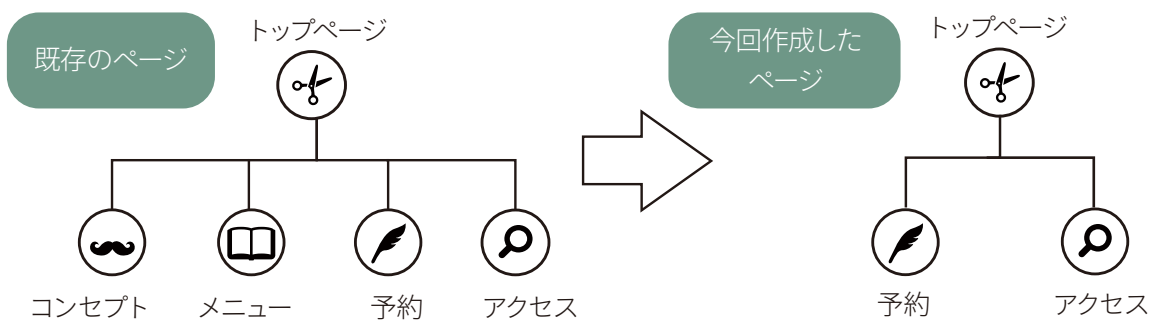 既存のページ
トップページ
コンセプト
メニュー
予約
アクセス
今回作成した
ページ
トップページ
予約
アクセス